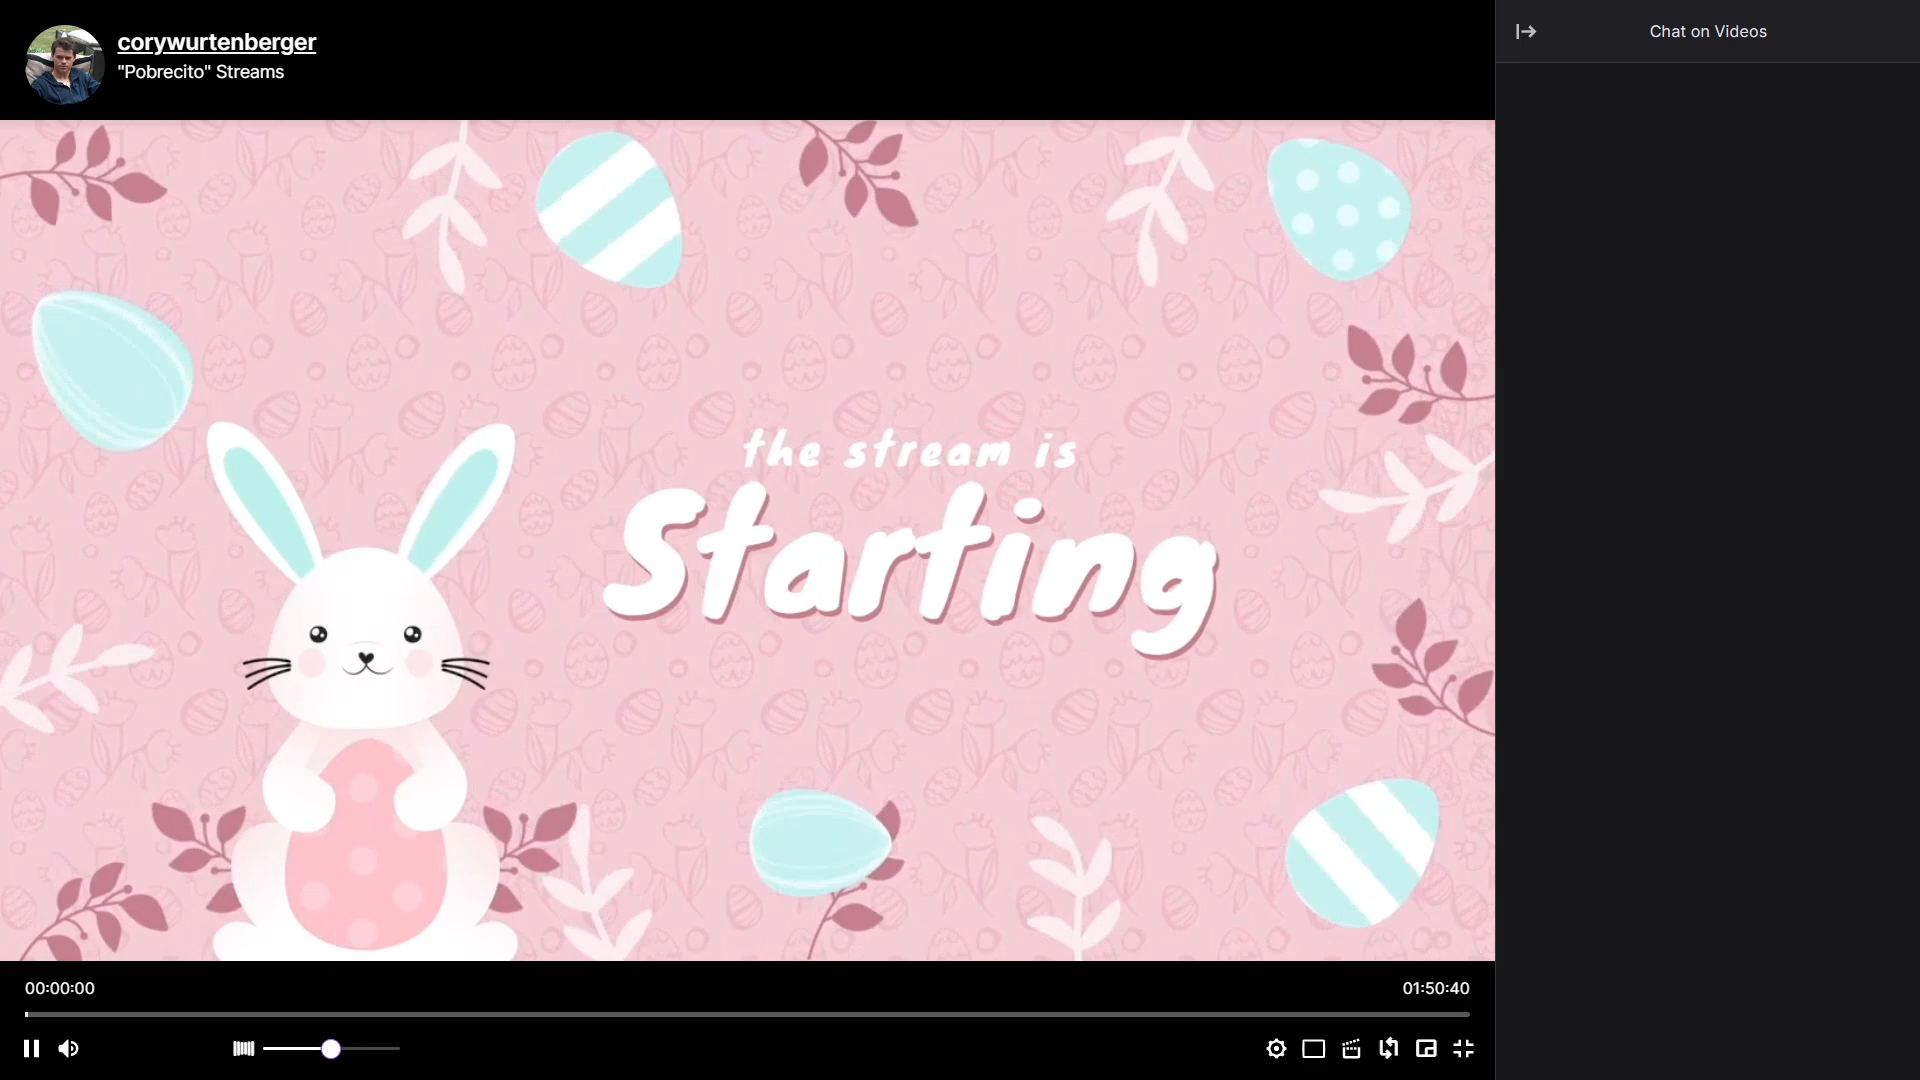 corywurtenberger
"Pobrecito" Streams
Chat on Videos
the stream is
Starting
00:00:00
01:50:40